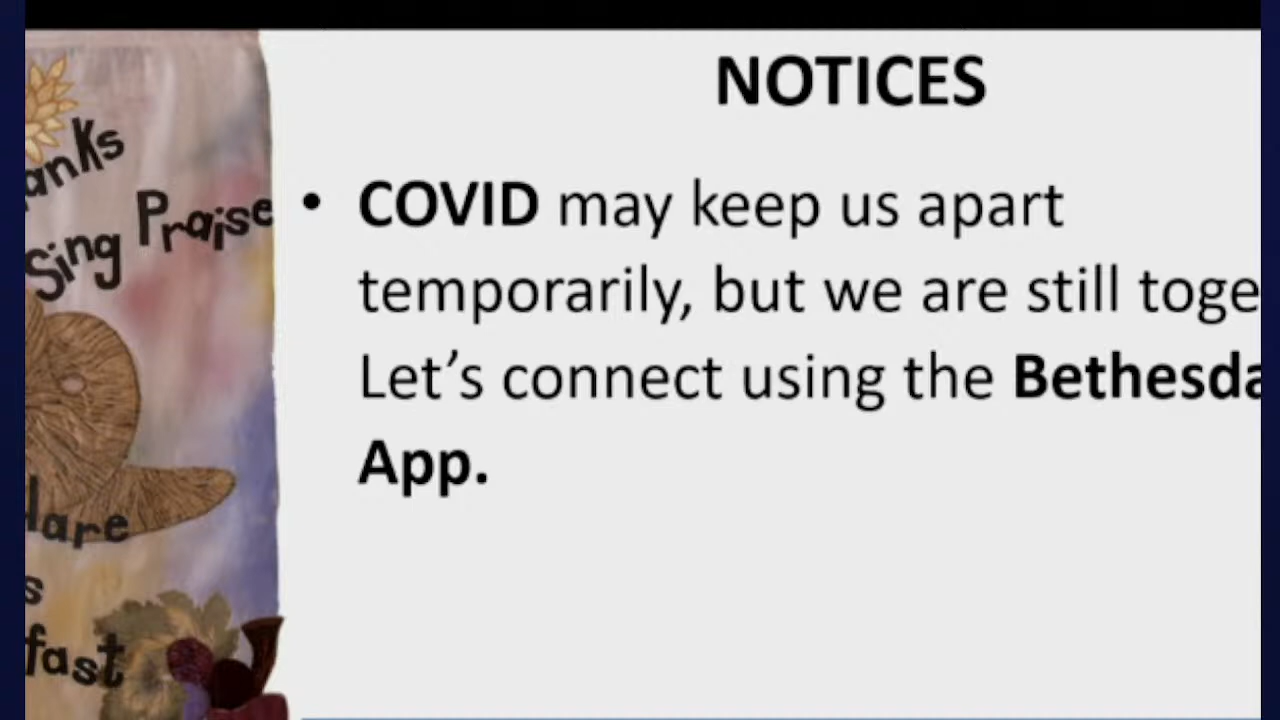 NOTICES
• COVID may keep us apart
temporarily, but we are still toge
Let’s connect using the Bethesda
App.
anks
Sing Praise
lare
s
fast